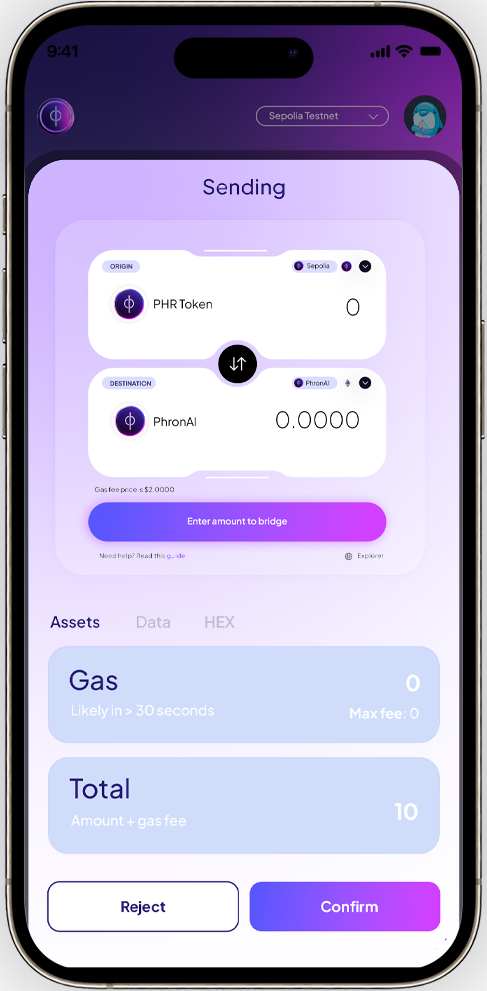 9:41
Sepolia Testnet
Sending
ORIGIN
Sepolia
PHR Token
0
DESTINATION
PhronAI
PhronAI
0.0000
Gas fee price is $2.0000
Enter amount to bridge
Need help? Read this guide
Explorer
Assets
Data
HEX
Gas
0
Likely in > 30 seconds
Max fee: 0
Total
10
Amount + gas fee
Reject
Confirm